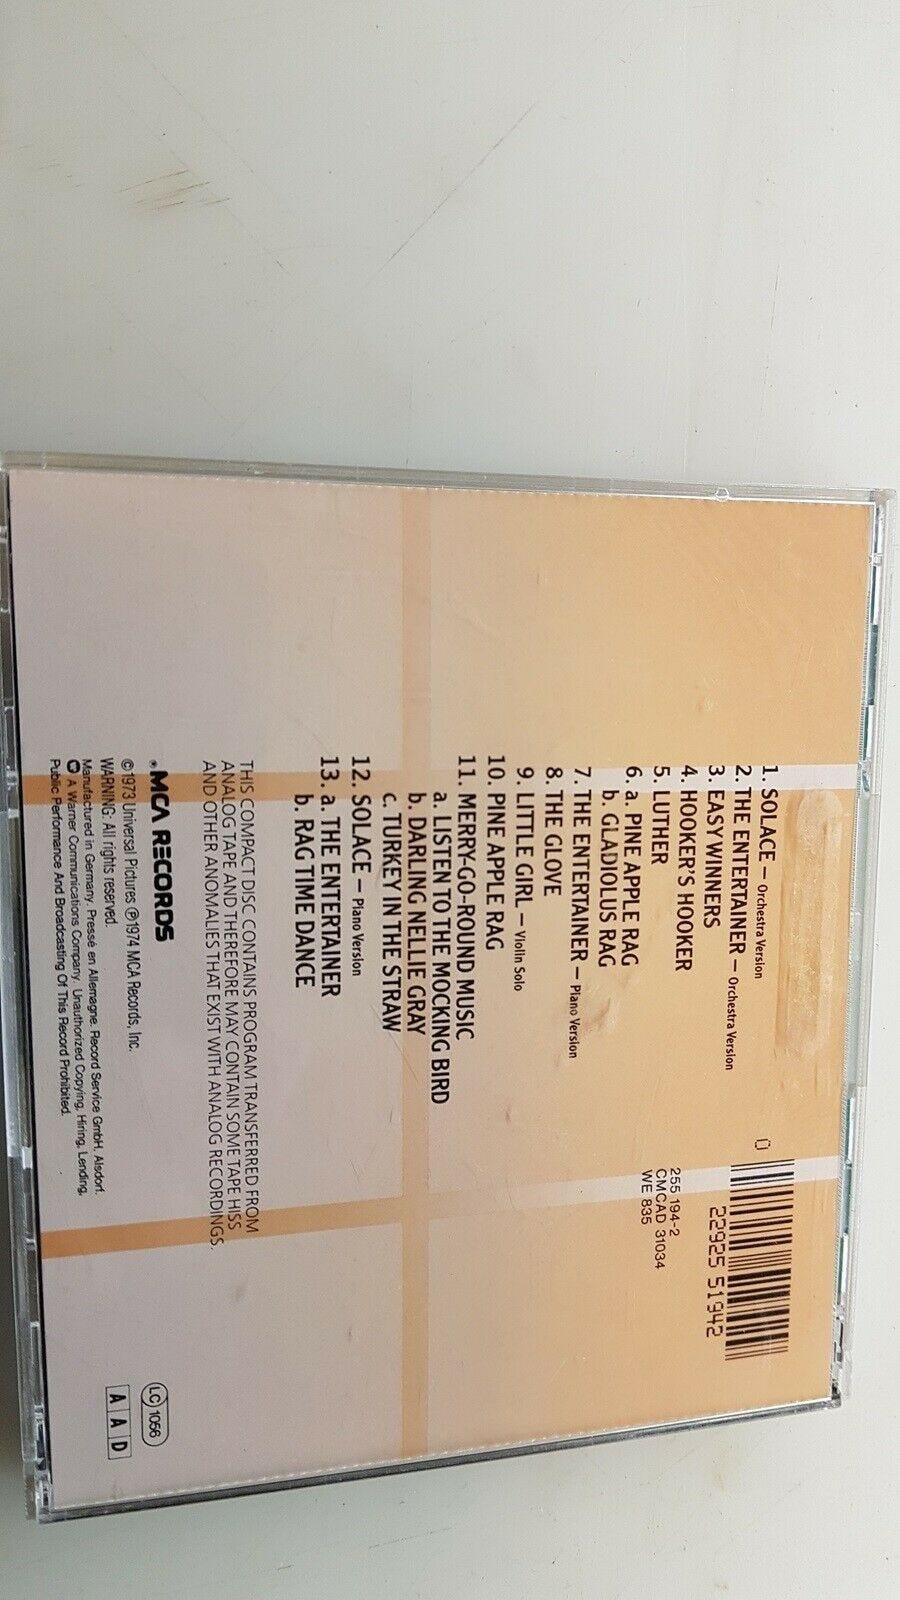 1. SOLACE – Orchestra Version
2. THE ENTERTAINER – Orchestra Version
3. EASY WINNERS
4. HOOKER'S HOOKER
5. LUTHER
6. a. PINE APPLE RAG
b. GLADIOLUS RAG
7. THE ENTERTAINER – Piano Version
8. THE GLOVE
9. LITTLE GIRL – Violin Solo
10. PINE APPLE RAG
11. MERRY-GO-ROUND MUSIC
a. LISTEN TO THE MOCKING BIRD
b. DARLING NELLIE GRAY
c. TURKEY IN THE STRAW
12. SOLACE – Piano Version
13. a. THE ENTERTAINER
b. RAG TIME DANCE
0
22925 51942
255 194-2
CMCAD 31034
WE 835
THIS COMPACT DISC CONTAINS PROGRAM TRANSFERRED FROM
ANALOG TAPE AND THEREFORE MAY CONTAIN SOME TAPE HISS
AND OTHER ANOMALIES THAT EXIST WITH ANALOG RECORDINGS.
MCA RECORDS
©1973 Universal Pictures ℗1974 MCA Records, Inc.
WARNING: All rights reserved.
Manufactured in Germany. Pressé en Allemagne. Record Service GmbH, Alsdorf.
A Warner Communications Company. Unauthorized Copying, Hiring, Lending,
Public Performance And Broadcasting Of This Record Prohibited.
LC 1056
A A D